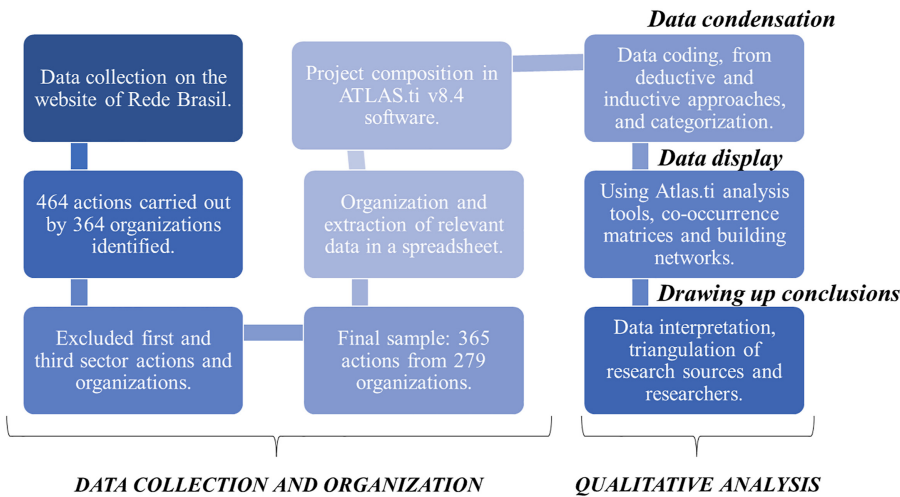 Data collection on the
website of Rede Brasil.
464 actions carried out
by 364 organizations
identified.
Excluded first and
third sector actions and
organizations.
Final sample: 365
actions from 279
organizations.
Organization and
extraction of relevant
data in a spreadsheet.
Project composition in
ATLAS.ti v8.4
software.
Data condensation
Data coding, from
deductive and
inductive approaches,
and categorization.
Data display
Using Atlas.ti analysis
tools, co-occurrence
matrices and building
networks.
Drawing up conclusions
Data interpretation,
triangulation of
research sources and
researchers.
DATA COLLECTION AND ORGANIZATION
QUALITATIVE ANALYSIS